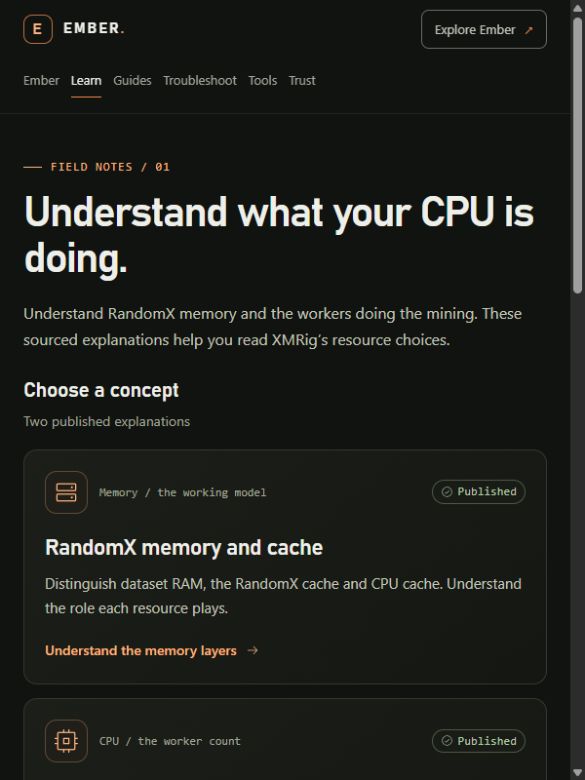 E EMBER.
Explore Ember ↗
Ember Learn Guides Troubleshoot Tools Trust
FIELD NOTES / 01
Understand what your CPU is
doing.
Understand RandomX memory and the workers doing the mining. These
sourced explanations help you read XMRig's resource choices.
Choose a concept
Two published explanations
Memory / the working model
Published
RandomX memory and cache
Distinguish dataset RAM, the RandomX cache and CPU cache. Understand
the role each resource plays.
Understand the memory layers →
CPU / the worker count
Published